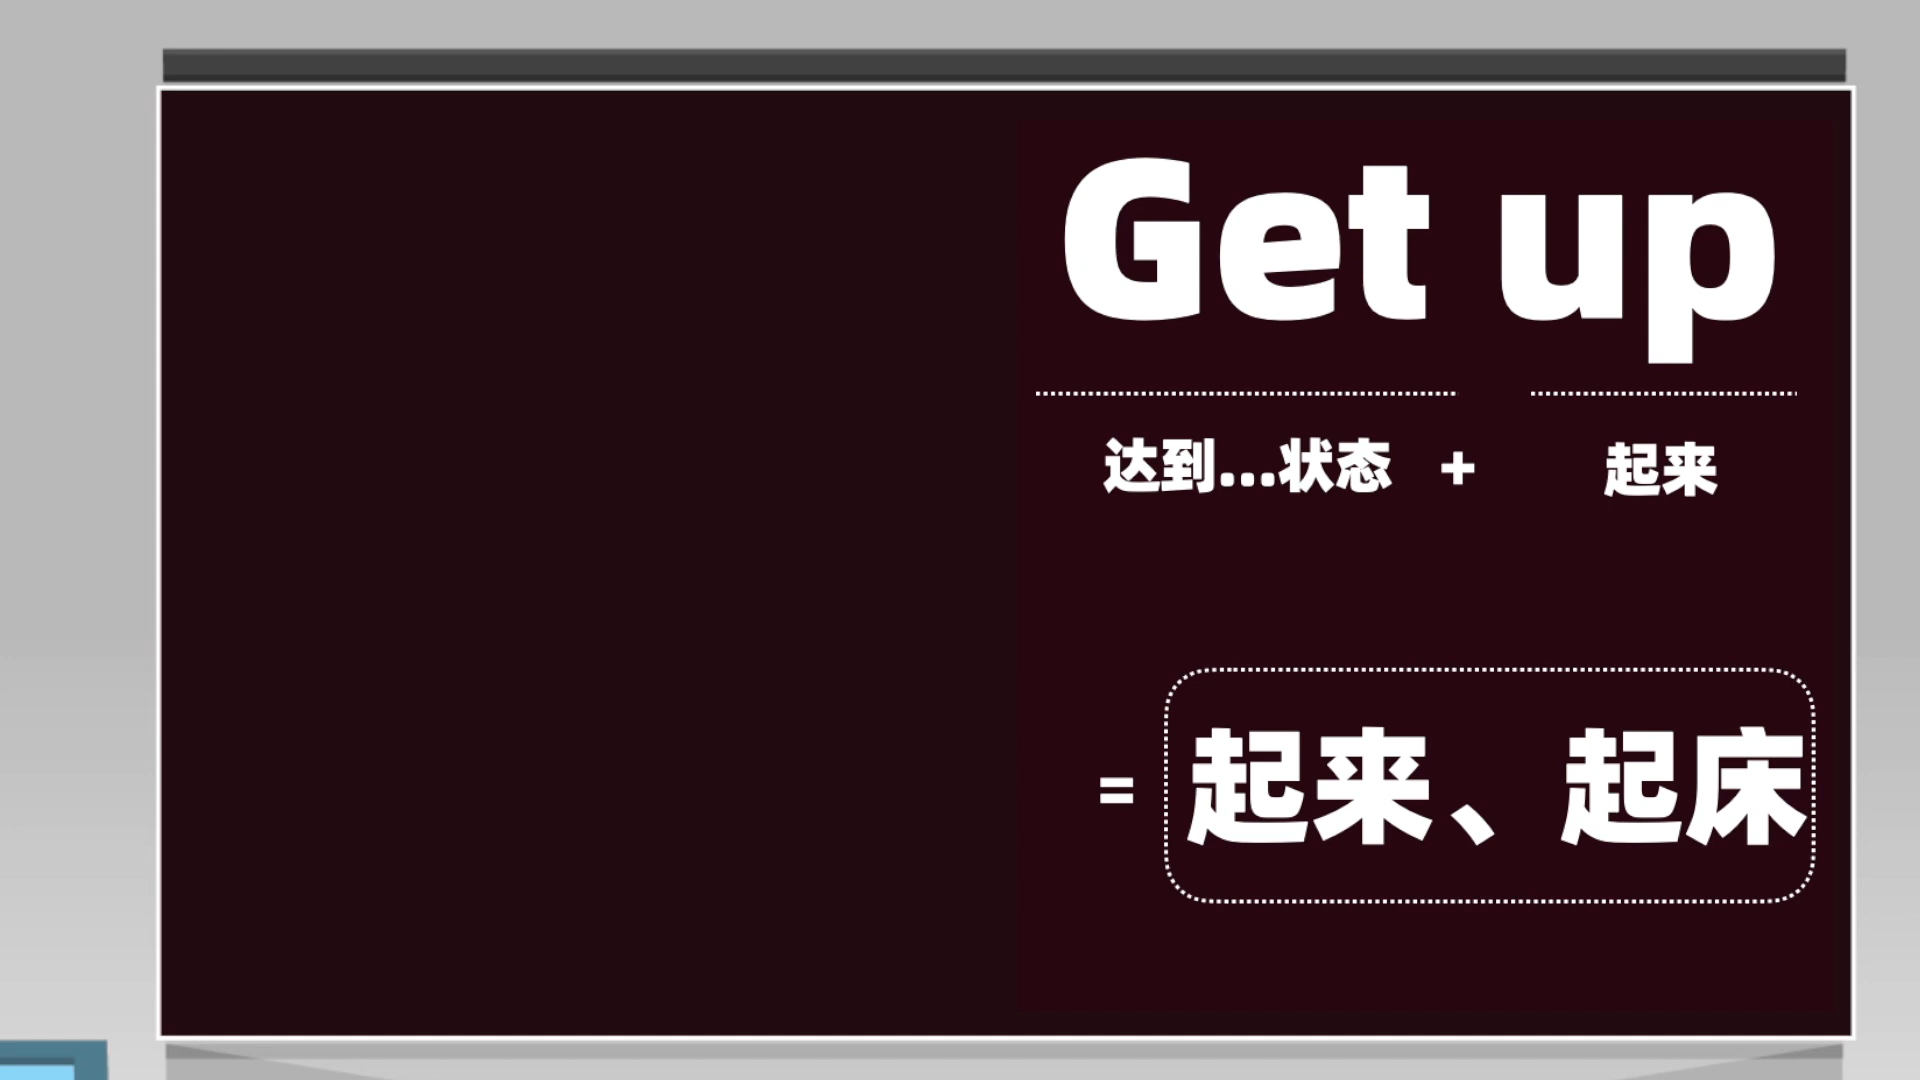 Get up
达到...状态 + 起来
= 起来、起床